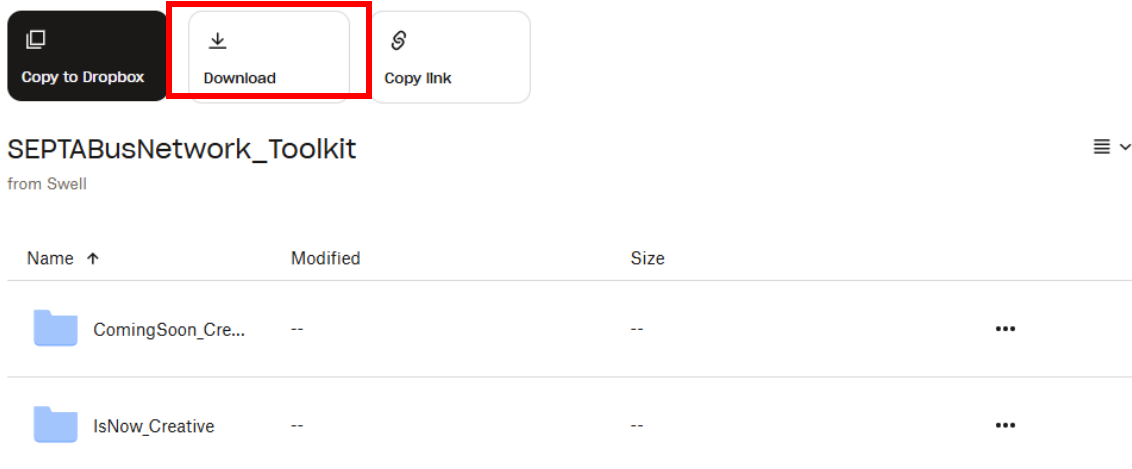 Copy to Dropbox
Download
Copy link
SEPTABusNetwork_Toolkit
from Swell
Name Modified Size
ComingSoon_Cre... -- --
IsNow_Creative -- --